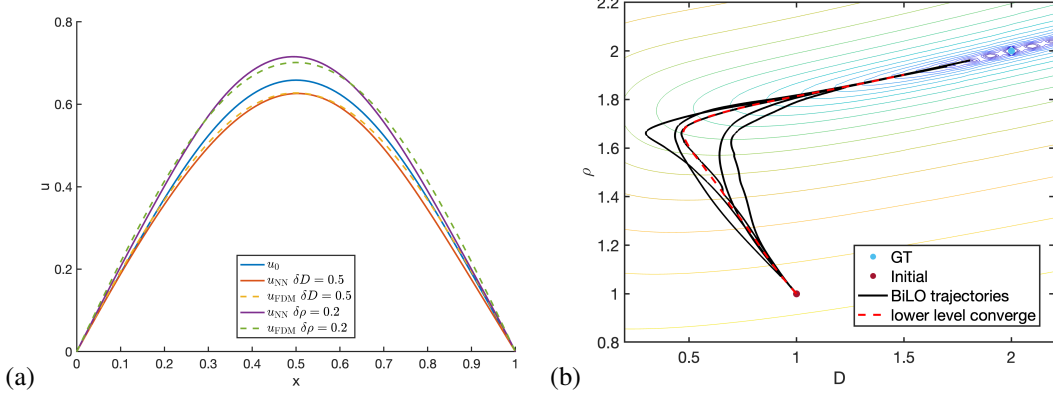 0.8
0.6
0.4
0.2
0
u
0 0.1 0.2 0.3 0.4 0.5 0.6 0.7 0.8 0.9 1
x
u₀
u_NN δD = 0.5
u_FDM δD = 0.5
u_NN δρ = 0.2
u_FDM δρ = 0.2
(a)
2.2
2
1.8
1.6
1.4
1.2
1
0.8
ρ
0.5 1 1.5 2
D
GT
Initial
BiLO trajectories
lower level converge
(b)